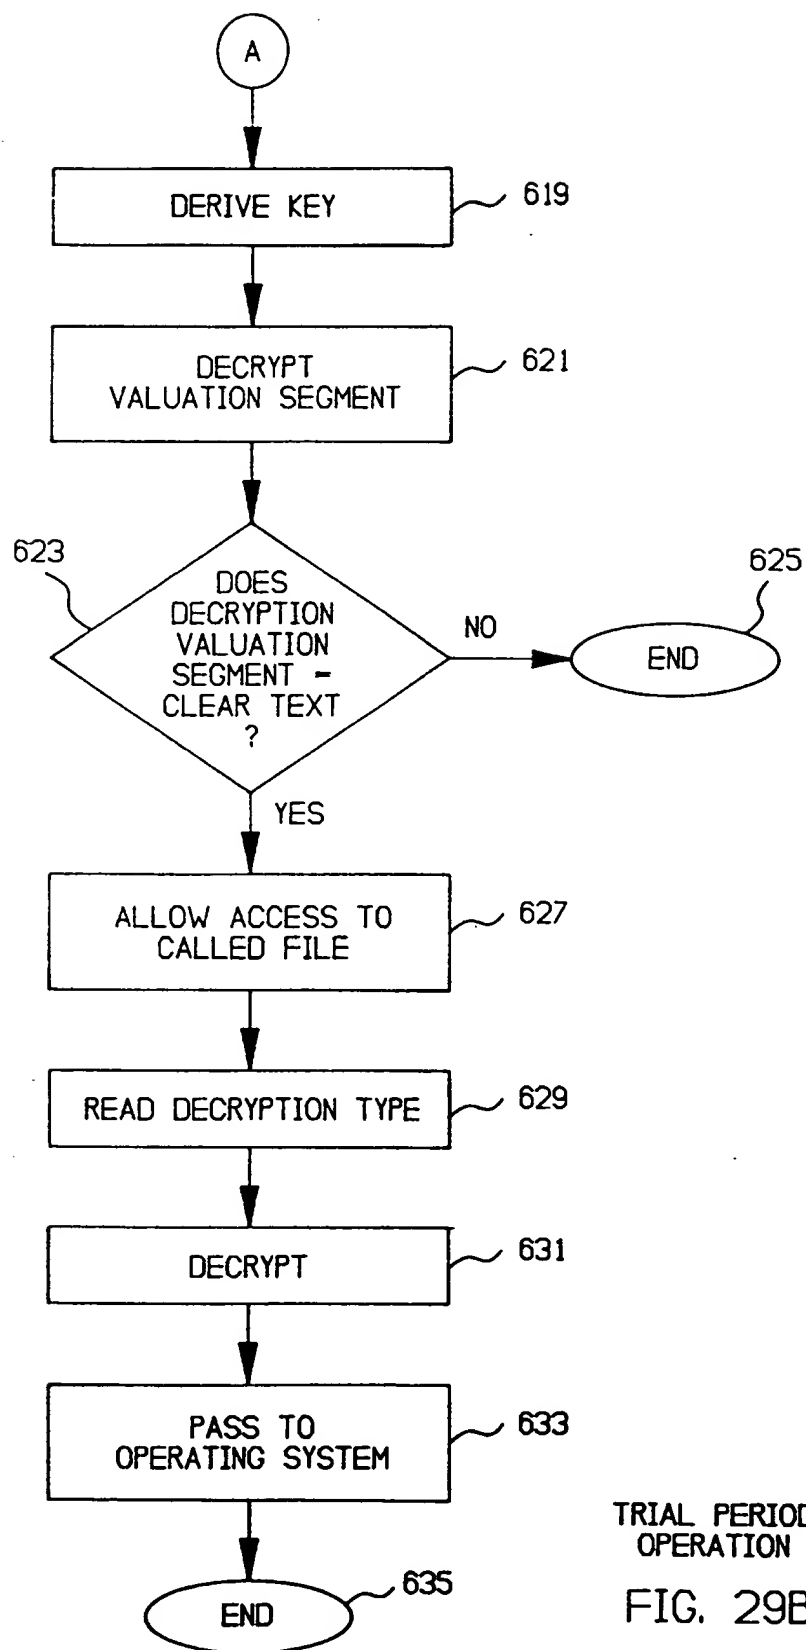 A
DERIVE KEY
619
DECRYPT
VALUATION SEGMENT
621
623
DOES
DECRYPTION
VALUATION
SEGMENT -
CLEAR TEXT
?
NO
625
END
YES
ALLOW ACCESS TO
CALLED FILE
627
READ DECRYPTION TYPE
629
DECRYPT
631
PASS TO
OPERATING SYSTEM
633
END
635
TRIAL PERIOD
OPERATION
FIG. 29B